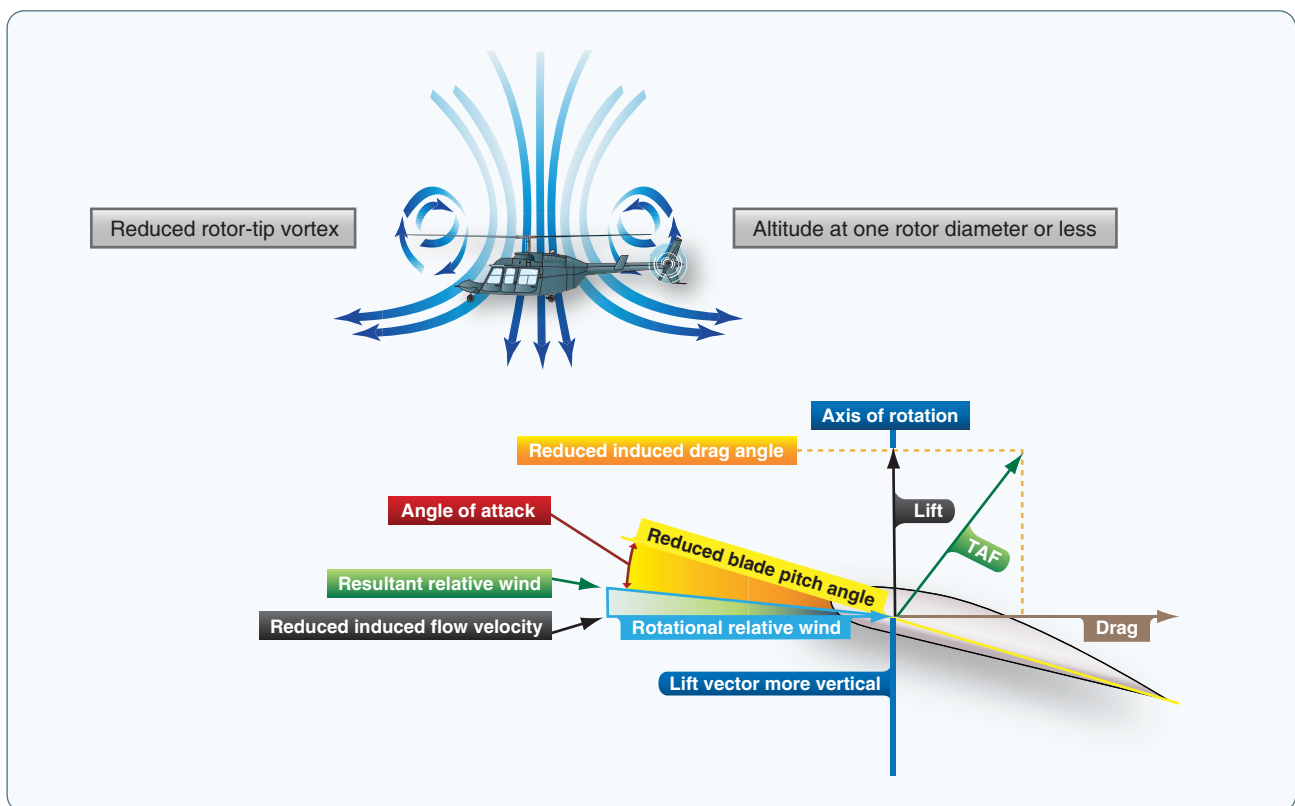 Reduced rotor-tip vortex
Altitude at one rotor diameter or less
Axis of rotation
Reduced induced drag angle
Angle of attack
Lift
Reduced blade pitch angle
TAF
Resultant relative wind
Reduced induced flow velocity
Rotational relative wind
Drag
Lift vector more vertical